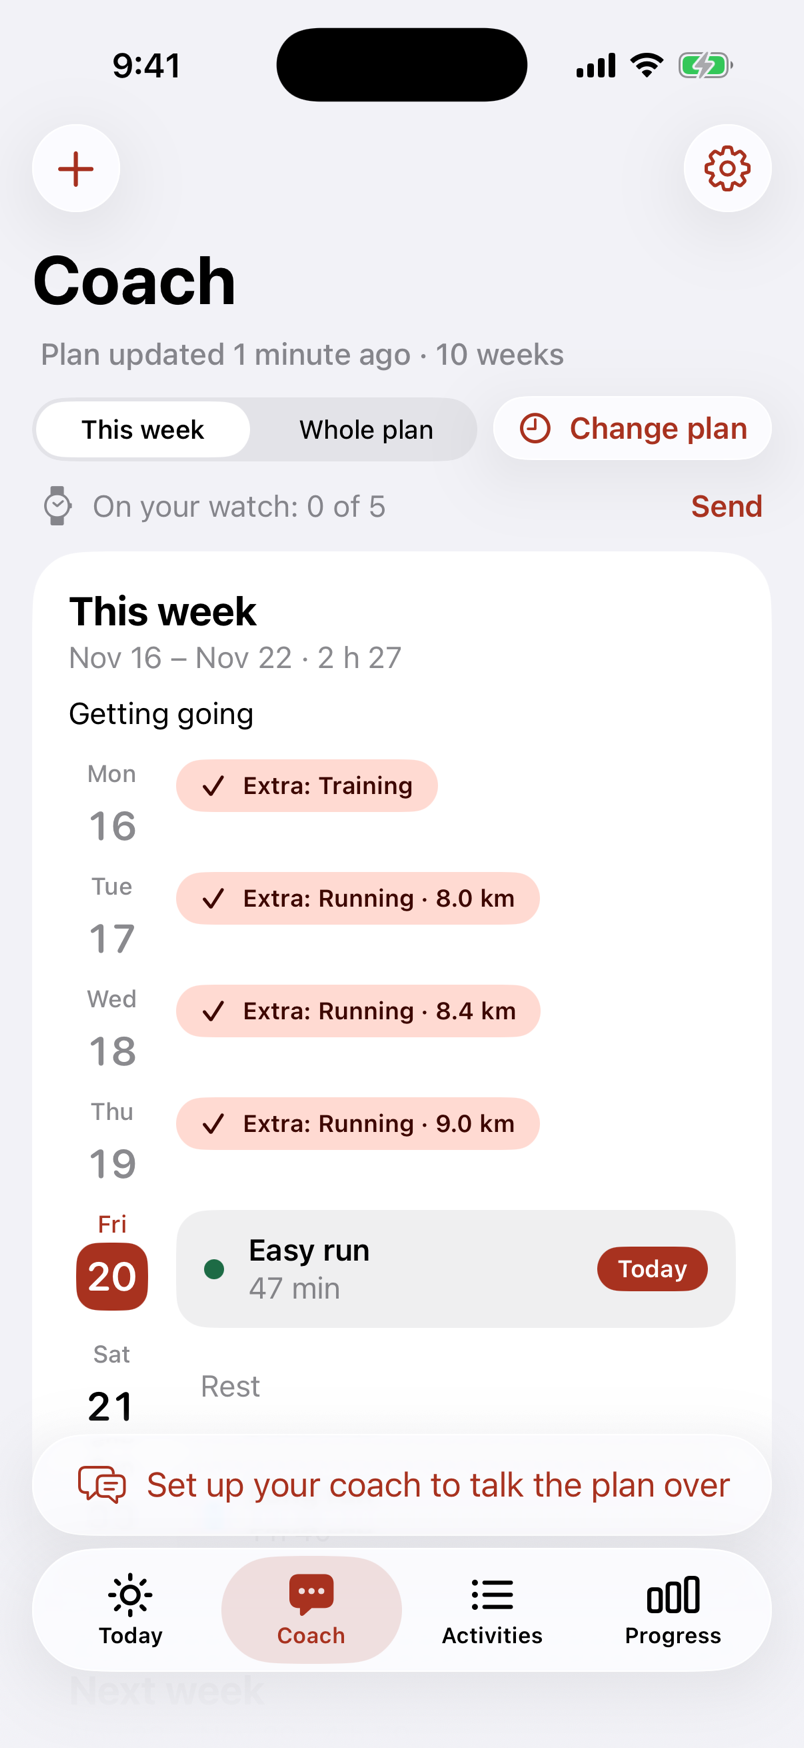 9:41
Coach
Plan updated 1 minute ago · 10 weeks
This week
Whole plan
Change plan
On your watch: 0 of 5
Send
This week
Nov 16 – Nov 22 · 2 h 27
Getting going
Mon
16
Extra: Training
Tue
17
Extra: Running · 8.0 km
Wed
18
Extra: Running · 8.4 km
Thu
19
Extra: Running · 9.0 km
Fri
20
Easy run
47 min
Today
Sat
21
Rest
Set up your coach to talk the plan over
Today
Coach
Activities
Progress
Next week